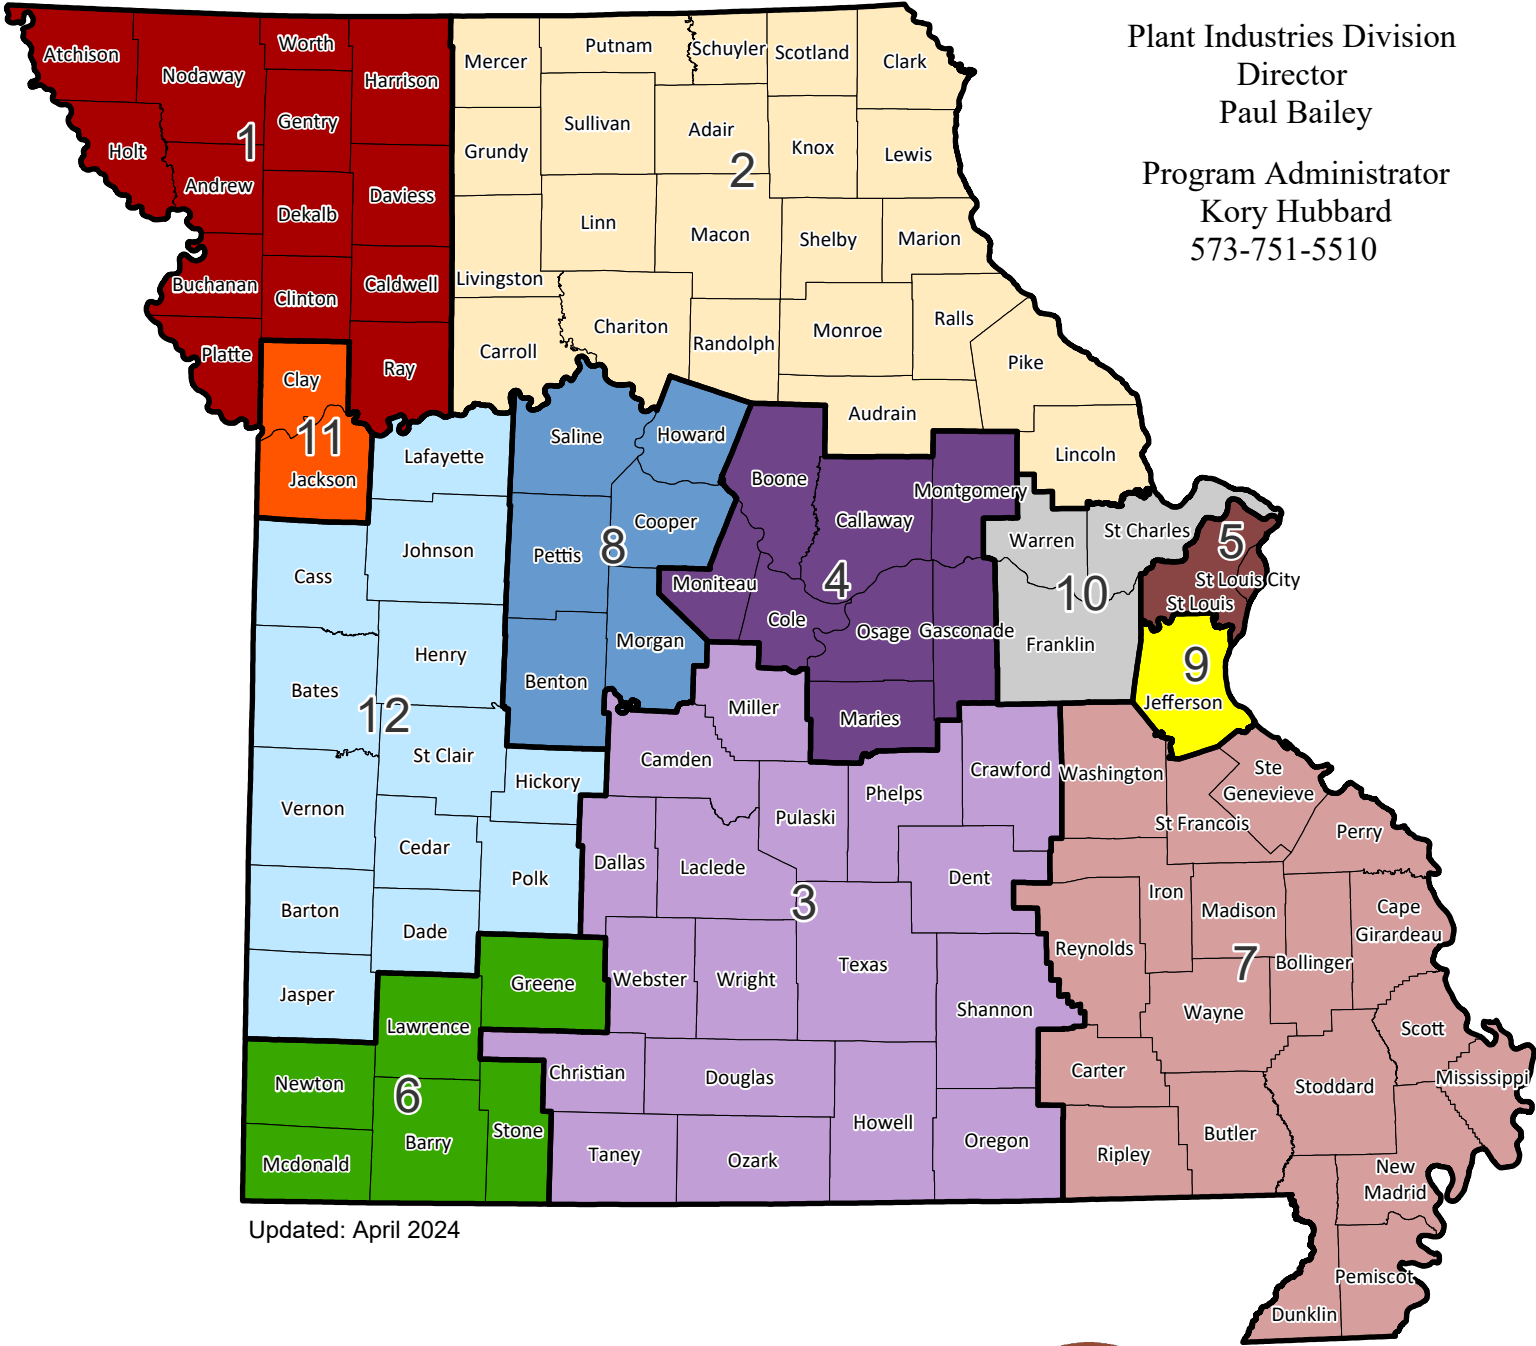 Plant Industries Division
Director
Paul Bailey
Program Administrator
Kory Hubbard
573-751-5510
Atchison
Nodaway
Worth
Harrison
Gentry
Holt
1
Andrew
Dekalb
Daviess
Buchanan
Clinton
Caldwell
Platte
Ray
Mercer
Putnam
Schuyler
Scotland
Clark
Grundy
Sullivan
Adair
Knox
Lewis
2
Linn
Macon
Shelby
Marion
Livingston
Chariton
Randolph
Monroe
Ralls
Carroll
Pike
Audrain
Lincoln
Clay
11
Jackson
Lafayette
Johnson
Cass
Henry
Bates
12
St Clair
Hickory
Vernon
Cedar
Polk
Barton
Dade
Jasper
Saline
Howard
Cooper
Pettis
8
Morgan
Benton
Boone
Montgomery
Callaway
Moniteau
4
Cole
Osage
Gasconade
Maries
Warren
St Charles
10
Franklin
5
St Louis City
St Louis
9
Jefferson
Miller
Camden
Crawford
Phelps
Pulaski
Dallas
Laclede
Dent
3
Texas
Webster
Wright
Shannon
Christian
Douglas
Howell
Oregon
Taney
Ozark
Greene
Lawrence
Newton
6
Stone
Barry
Mcdonald
Washington
Ste
Genevieve
St Francois
Perry
Iron
Madison
Cape
Girardeau
Reynolds
7
Bollinger
Wayne
Scott
Carter
Stoddard
Mississippi
Butler
Ripley
New
Madrid
Pemiscot
Dunklin
Updated: April 2024